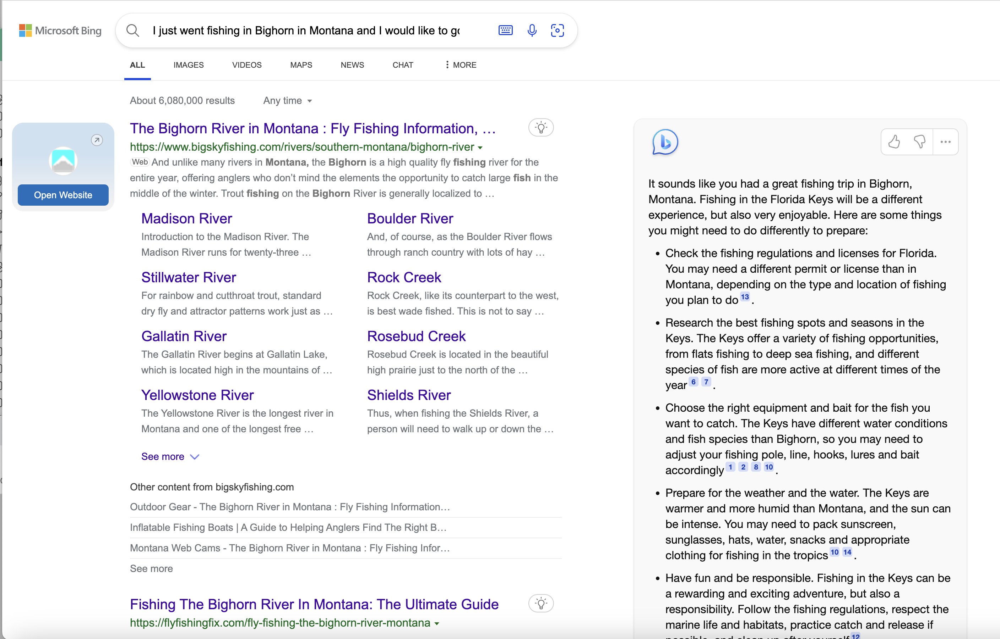 Microsoft Bing
I just went fishing in Bighorn in Montana and I would like to go
ALL IMAGES VIDEOS MAPS NEWS CHAT MORE
About 6,080,000 results Any time
Open Website
The Bighorn River in Montana : Fly Fishing Information, …
https://www.bigskyfishing.com/rivers/southern-montana/bighorn-river
Web And unlike many rivers in Montana, the Bighorn is a high quality fly fishing river for the
entire year, offering anglers who don’t mind the elements the opportunity to catch large fish in the
middle of the winter. Trout fishing on the Bighorn River is generally localized to …
Madison River
Introduction to the Madison River. The
Madison River runs for twenty-three …
Boulder River
And, of course, as the Boulder River flows
through ranch country with lots of hay …
Stillwater River
For rainbow and cutthroat trout, standard
dry fly and attractor patterns work just as …
Rock Creek
Rock Creek, like its counterpart to the west,
is best wade fished. This is not to say …
Gallatin River
The Gallatin River begins at Gallatin Lake,
which is located high in the mountains of …
Rosebud Creek
Rosebud Creek is located in the beautiful
high prairie just to the north of the …
Yellowstone River
The Yellowstone River is the longest river in
Montana and one of the longest free …
Shields River
Thus, when fishing the Shields River, a
person will need to walk up or down the …
See more
Other content from bigskyfishing.com
Outdoor Gear - The Bighorn River in Montana : Fly Fishing Information…
Inflatable Fishing Boats | A Guide to Helping Anglers Find The Right B…
Montana Web Cams - The Bighorn River in Montana : Fly Fishing Infor…
See more
Fishing The Bighorn River In Montana: The Ultimate Guide
https://flyfishingfix.com/fly-fishing-the-bighorn-river-montana
It sounds like you had a great fishing trip in Bighorn,
Montana. Fishing in the Florida Keys will be a different
experience, but also very enjoyable. Here are some things
you might need to do differently to prepare:
• Check the fishing regulations and licenses for Florida.
You may need a different permit or license than in
Montana, depending on the type and location of fishing
you plan to do 13 .
• Research the best fishing spots and seasons in the
Keys. The Keys offer a variety of fishing opportunities,
from flats fishing to deep sea fishing, and different
species of fish are more active at different times of the
year 6 7 .
• Choose the right equipment and bait for the fish you
want to catch. The Keys have different water conditions
and fish species than Bighorn, so you may need to
adjust your fishing pole, line, hooks, lures and bait
accordingly 1 2 8 10 .
• Prepare for the weather and the water. The Keys are
warmer and more humid than Montana, and the sun can
be intense. You may need to pack sunscreen,
sunglasses, hats, water, snacks and appropriate
clothing for fishing in the tropics 10 14 .
• Have fun and be responsible. Fishing in the Keys can be
a rewarding and exciting adventure, but also a
responsibility. Follow the fishing regulations, respect the
marine life and habitats, practice catch and release if
possible, and clean up after yourself 12